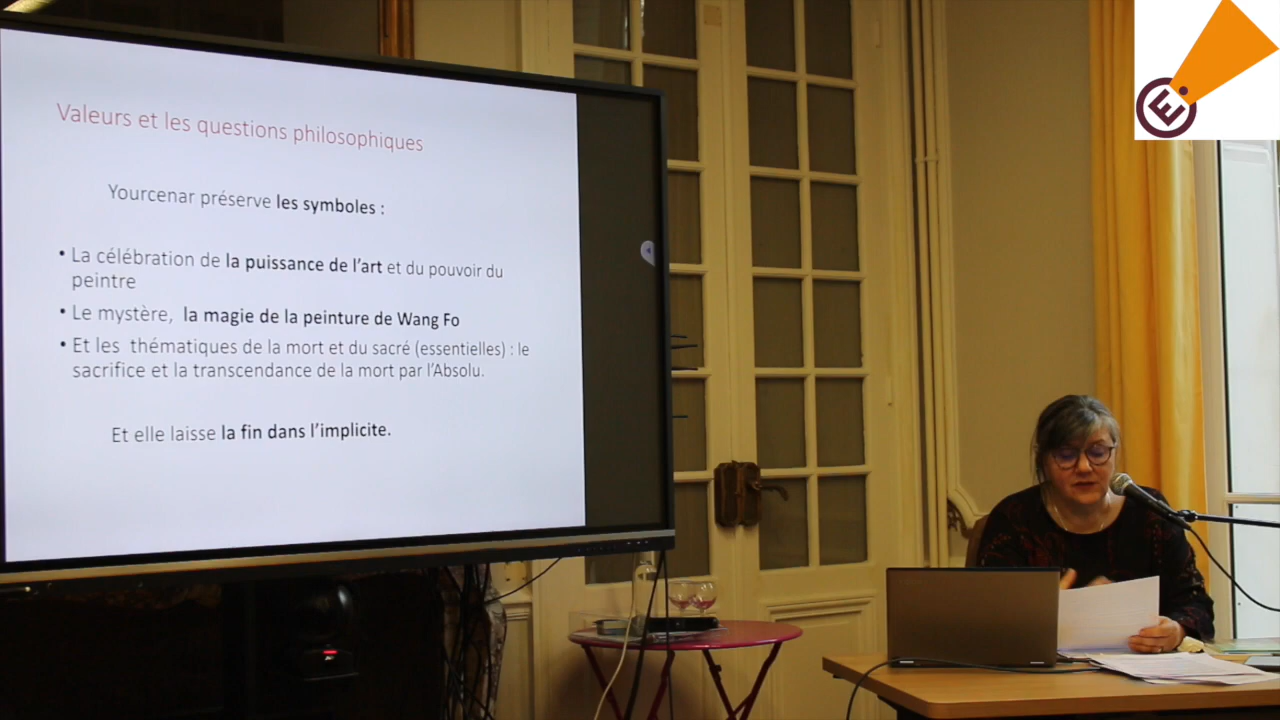 Valeurs et les questions philosophiques
Yourcenar préserve les symboles :
• La célébration de la puissance de l'art et du pouvoir du
peintre
• Le mystère, la magie de la peinture de Wang Fo
• Et les thématiques de la mort et du sacré (essentielles) : le
sacrifice et la transcendance de la mort par l'Absolu.
Et elle laisse la fin dans l'implicite.
E